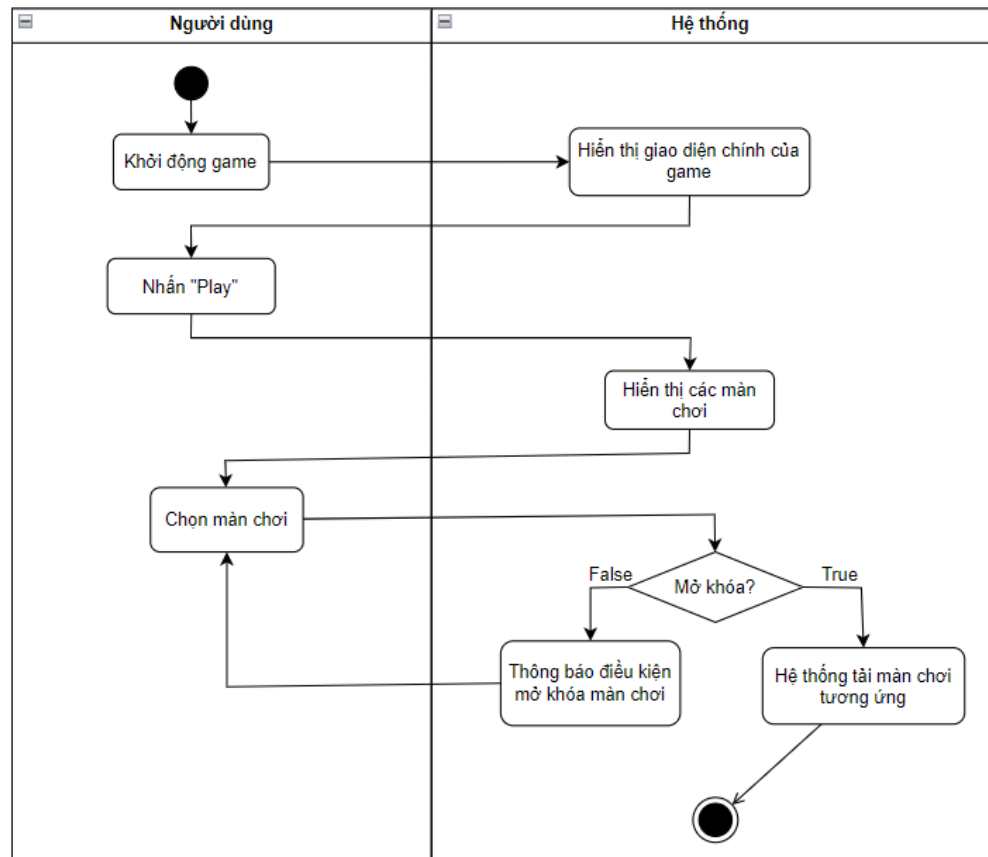 Người dùng
Hệ thống
Khởi động game
Hiển thị giao diện chính của
game
Nhấn "Play"
Hiển thị các màn
chơi
Chọn màn chơi
Mở khóa?
False
True
Thông báo điều kiện
mở khóa màn chơi
Hệ thống tải màn chơi
tương ứng